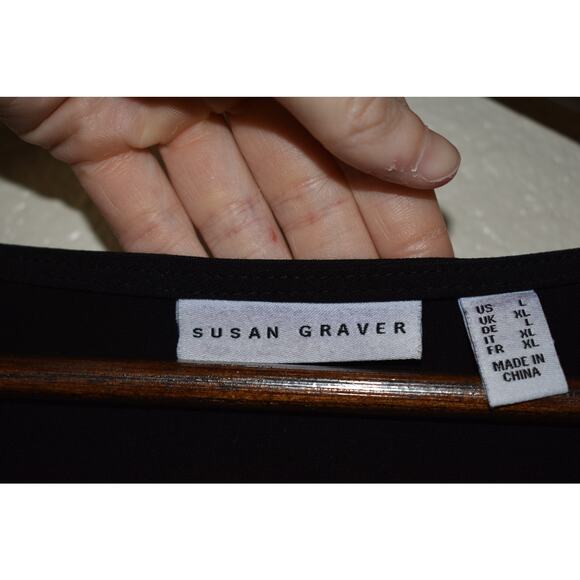 SUSAN GRAVER
US L
UK XL
DE L
IT XL
FR XL
MADE IN
CHINA